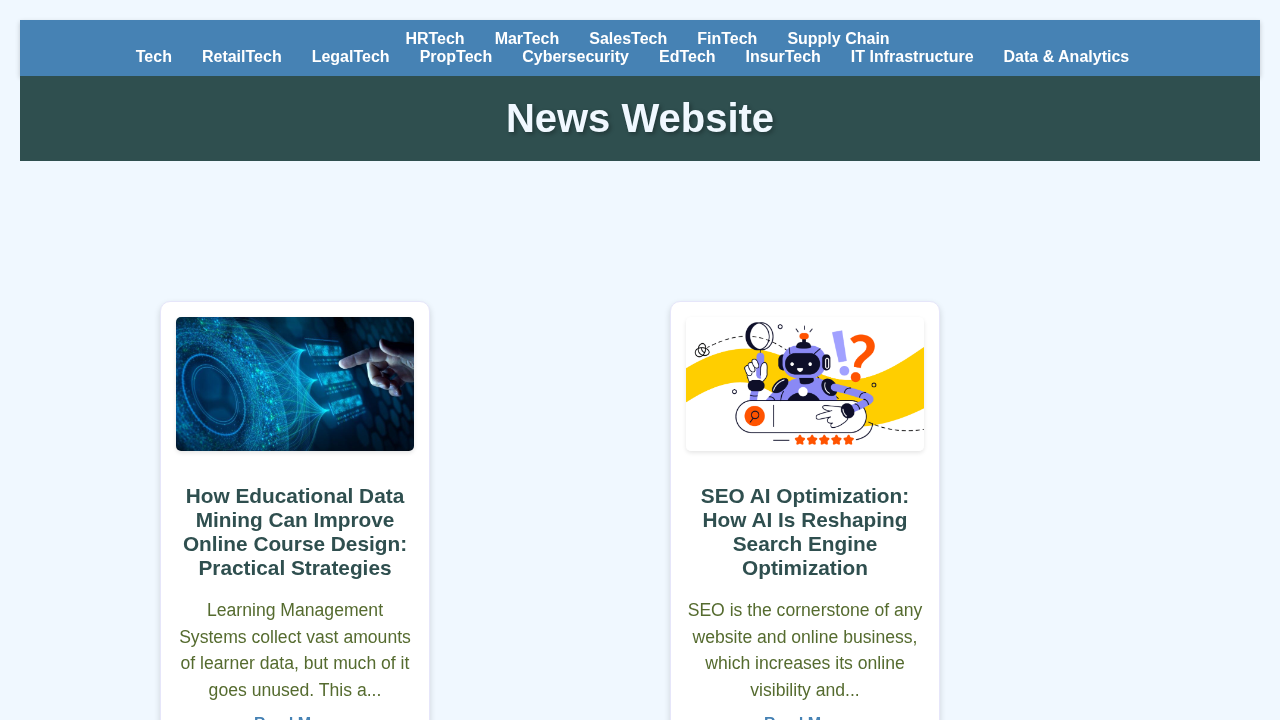 HRTech MarTech SalesTech FinTech Supply Chain
Tech RetailTech LegalTech PropTech Cybersecurity EdTech InsurTech IT Infrastructure Data & Analytics
News Website
How Educational Data
Mining Can Improve
Online Course Design:
Practical Strategies
Learning Management
Systems collect vast amounts
of learner data, but much of it
goes unused. This a...
SEO AI Optimization:
How AI Is Reshaping
Search Engine
Optimization
SEO is the cornerstone of any
website and online business,
which increases its online
visibility and...